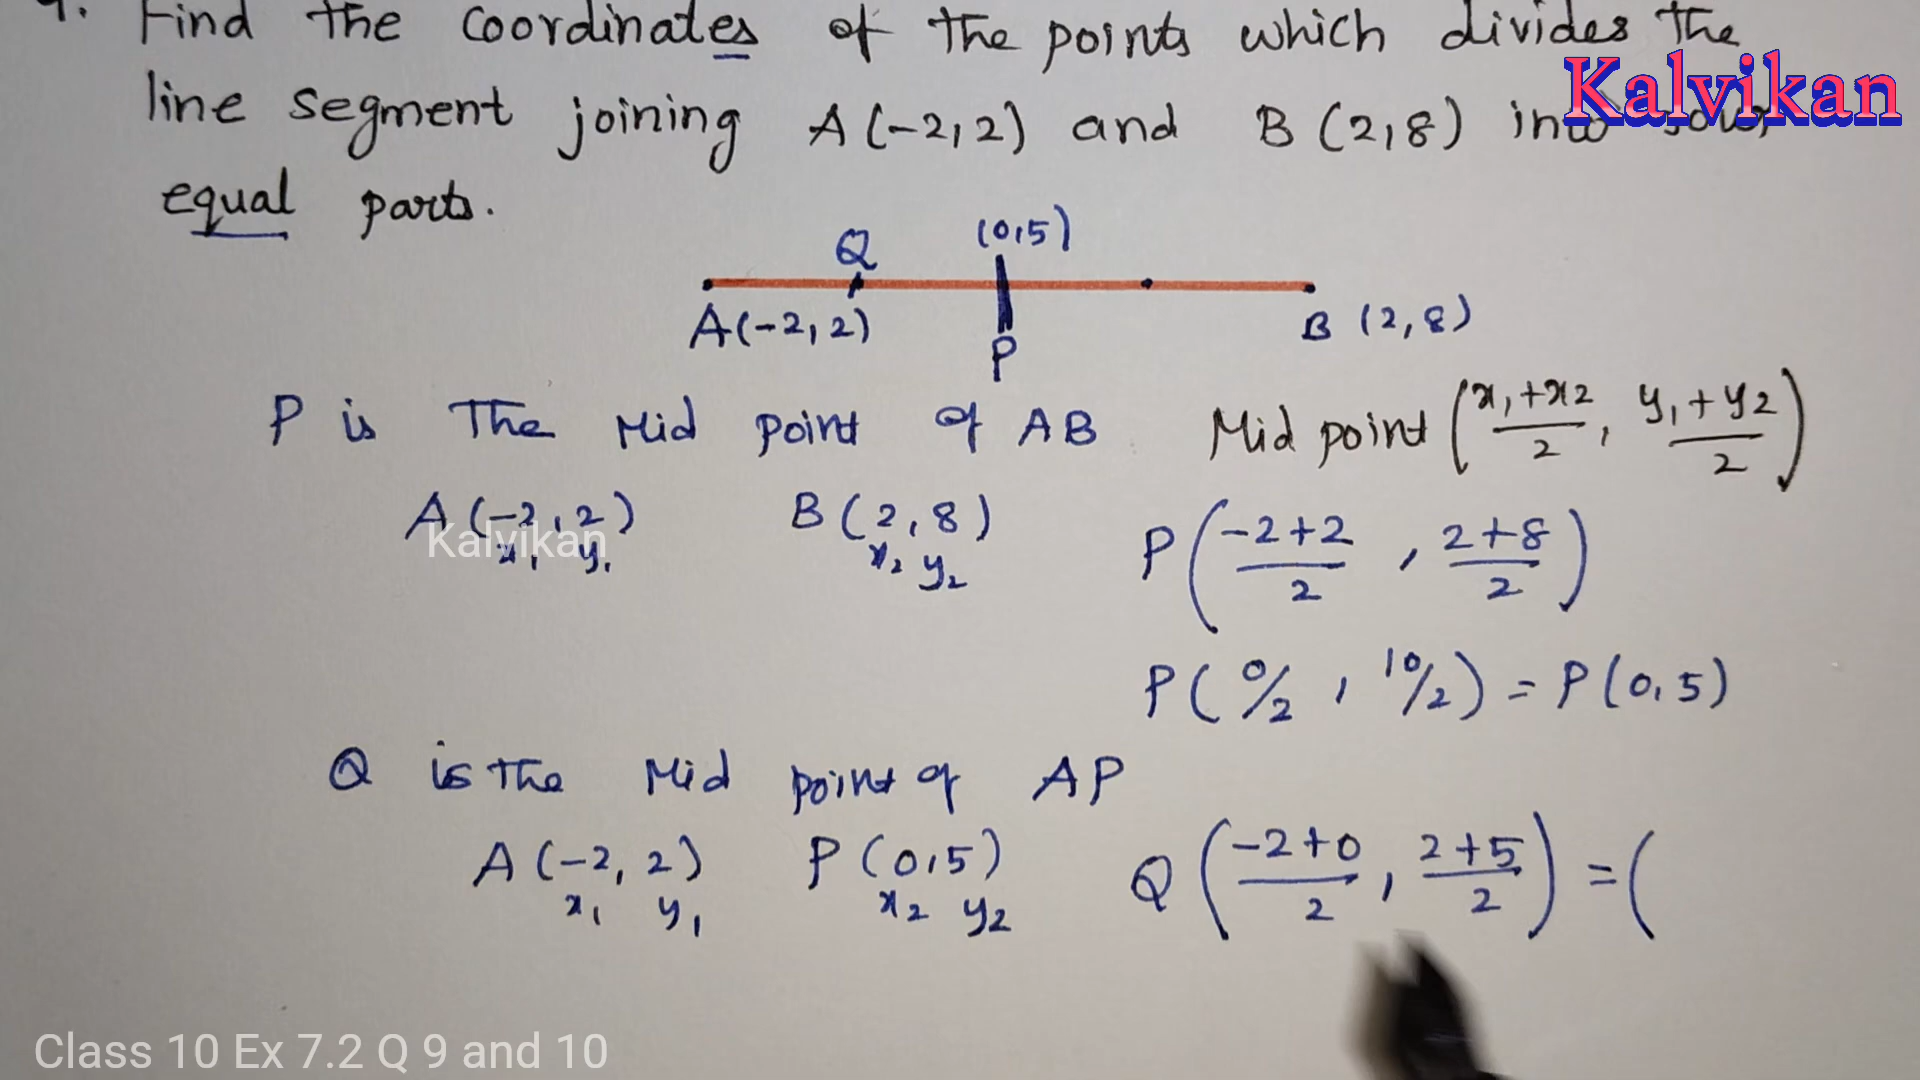 9. Find the coordinates of the points which divides the
line segment joining A(-2,2) and B(2,8) into four
equal parts.
Kalvikan
Q (0,5)
A(-2,2) P B (2,8)
P is The Mid point of AB Mid point (x₁+x₂/2, y₁+y₂/2)
A(-2,2) B(2,8) P(-2+2/2, 2+8/2)
x₁ y₁ x₂ y₂
Kalvikan
P(0/2, 10/2) = P(0,5)
Q is the Mid point of AP
A(-2,2) P(0,5) Q(-2+0/2, 2+5/2) = (
x₁ y₁ x₂ y₂
Class 10 Ex 7.2 Q 9 and 10